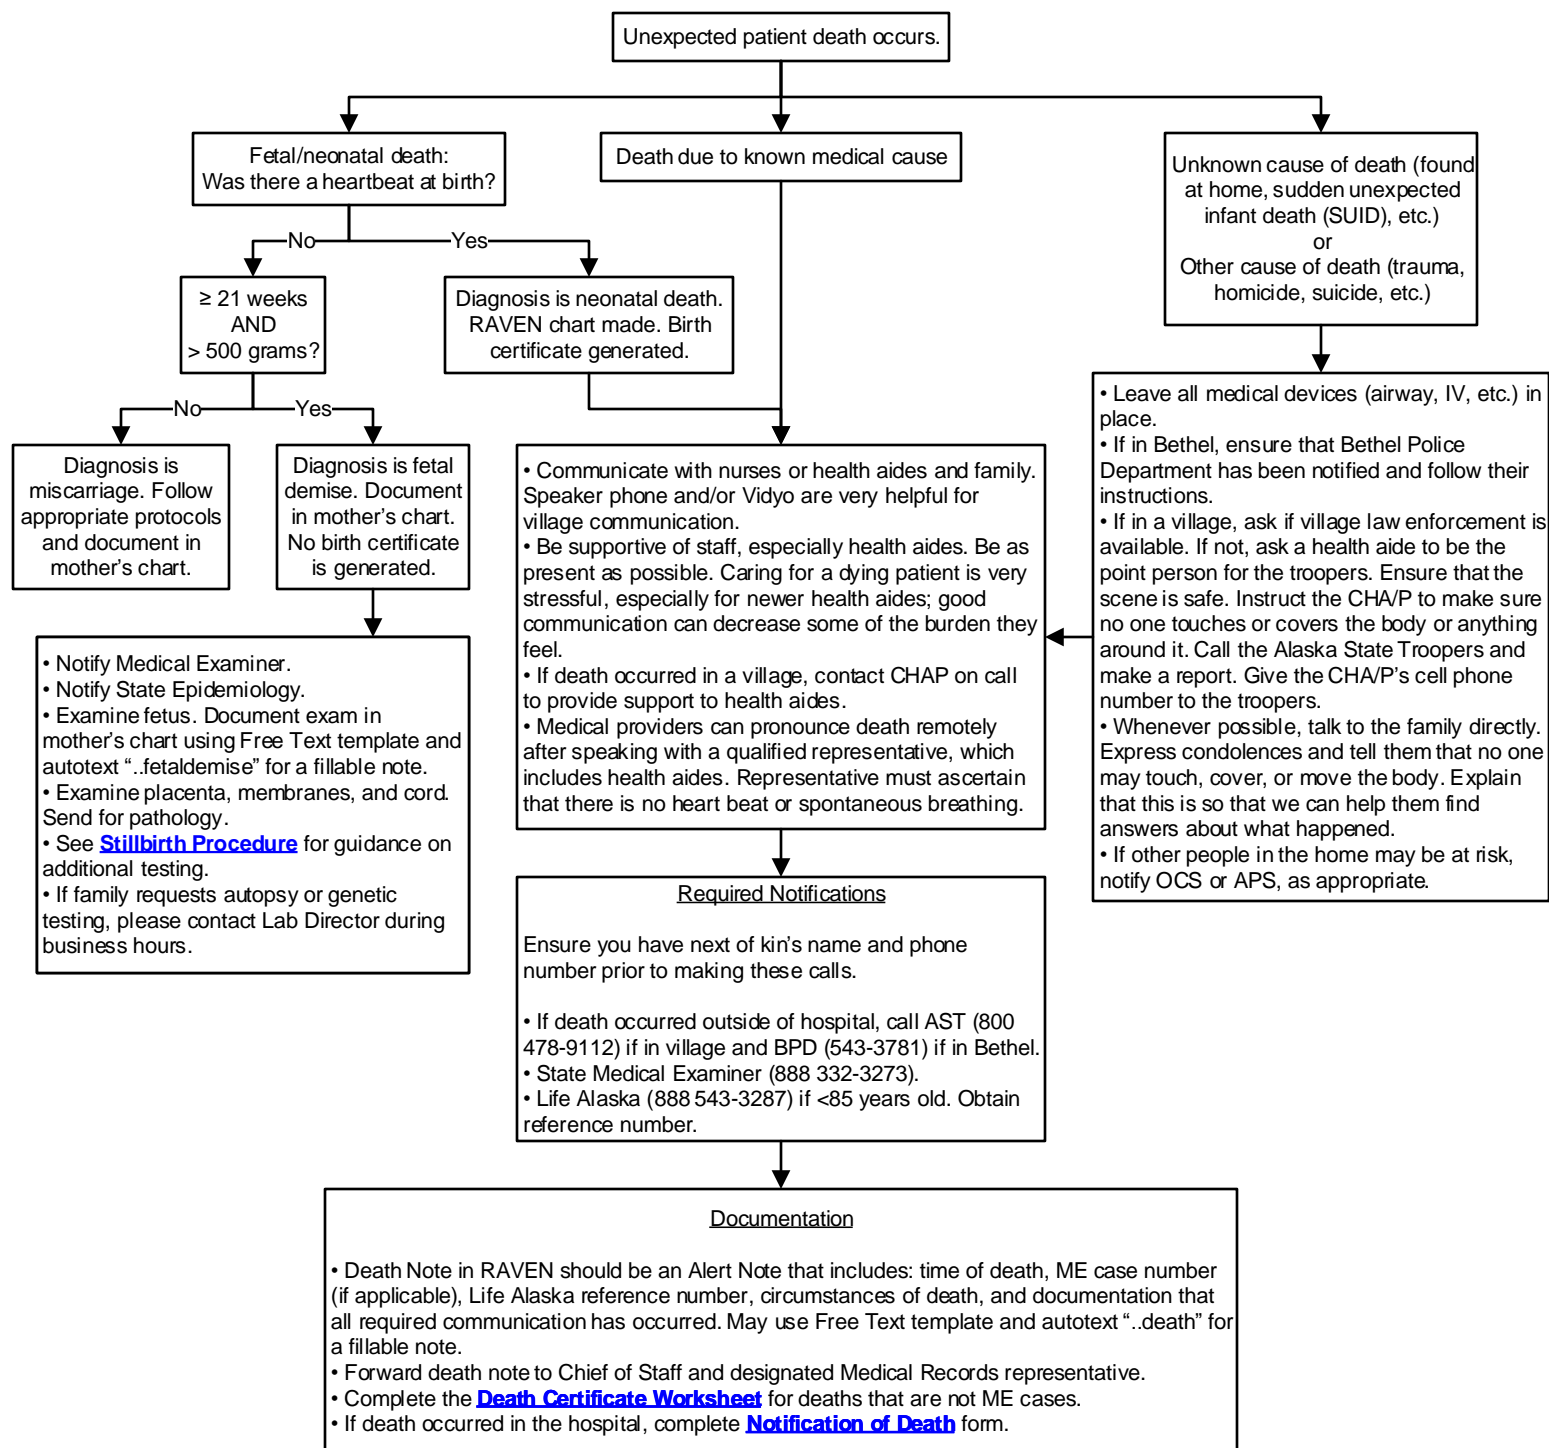 Unexpected patient death occurs.
Fetal/neonatal death:
Was there a heartbeat at birth?
Death due to known medical cause
Unknown cause of death (found
at home, sudden unexpected
infant death (SUID), etc.)
or
Other cause of death (trauma,
homicide, suicide, etc.)
No
Yes
≥ 21 weeks
AND
> 500 grams?
Diagnosis is neonatal death.
RAVEN chart made. Birth
certificate generated.
No
Yes
Diagnosis is
miscarriage. Follow
appropriate protocols
and document in
mother's chart.
Diagnosis is fetal
demise. Document
in mother's chart.
No birth certificate
is generated.
• Notify Medical Examiner.
• Notify State Epidemiology.
• Examine fetus. Document exam in
mother's chart using Free Text template and
autotext “..fetaldemise” for a fillable note.
• Examine placenta, membranes, and cord.
Send for pathology.
• See Stillbirth Procedure for guidance on
additional testing.
• If family requests autopsy or genetic
testing, please contact Lab Director during
business hours.
• Communicate with nurses or health aides and family.
Speaker phone and/or Vidyo are very helpful for
village communication.
• Be supportive of staff, especially health aides. Be as
present as possible. Caring for a dying patient is very
stressful, especially for newer health aides; good
communication can decrease some of the burden they
feel.
• If death occurred in a village, contact CHAP on call
to provide support to health aides.
• Medical providers can pronounce death remotely
after speaking with a qualified representative, which
includes health aides. Representative must ascertain
that there is no heart beat or spontaneous breathing.
• Leave all medical devices (airway, IV, etc.) in
place.
• If in Bethel, ensure that Bethel Police
Department has been notified and follow their
instructions.
• If in a village, ask if village law enforcement is
available. If not, ask a health aide to be the
point person for the troopers. Ensure that the
scene is safe. Instruct the CHA/P to make sure
no one touches or covers the body or anything
around it. Call the Alaska State Troopers and
make a report. Give the CHA/P's cell phone
number to the troopers.
• Whenever possible, talk to the family directly.
Express condolences and tell them that no one
may touch, cover, or move the body. Explain
that this is so that we can help them find
answers about what happened.
• If other people in the home may be at risk,
notify OCS or APS, as appropriate.
Required Notifications
Ensure you have next of kin's name and phone
number prior to making these calls.
• If death occurred outside of hospital, call AST (800
478-9112) if in village and BPD (543-3781) if in Bethel.
• State Medical Examiner (888 332-3273).
• Life Alaska (888 543-3287) if <85 years old. Obtain
reference number.
Documentation
• Death Note in RAVEN should be an Alert Note that includes: time of death, ME case number
(if applicable), Life Alaska reference number, circumstances of death, and documentation that
all required communication has occurred. May use Free Text template and autotext “..death” for
a fillable note.
• Forward death note to Chief of Staff and designated Medical Records representative.
• Complete the Death Certificate Worksheet for deaths that are not ME cases.
• If death occurred in the hospital, complete Notification of Death form.